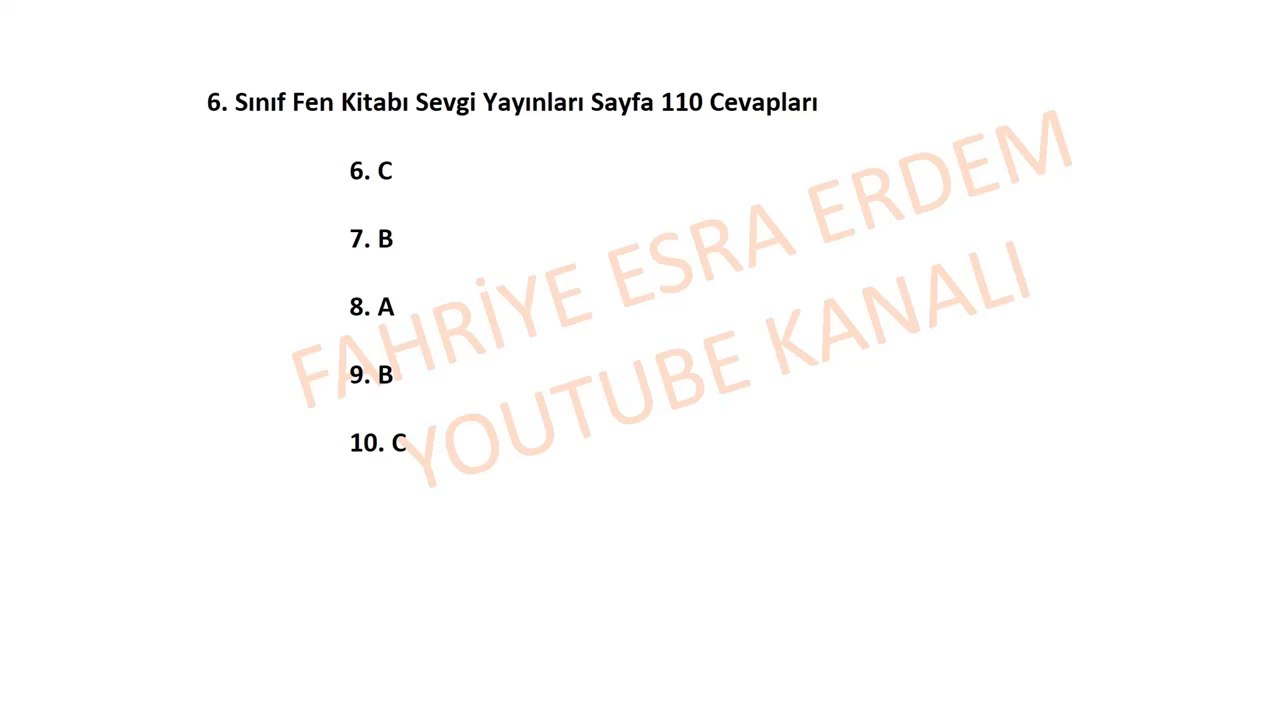 6. Sınıf Fen Kitabı Sevgi Yayınları Sayfa 110 Cevapları
6. C
7. B
8. A
9. B
10. C
FAHRİYE ESRA ERDEM
YOUTUBE KANALI